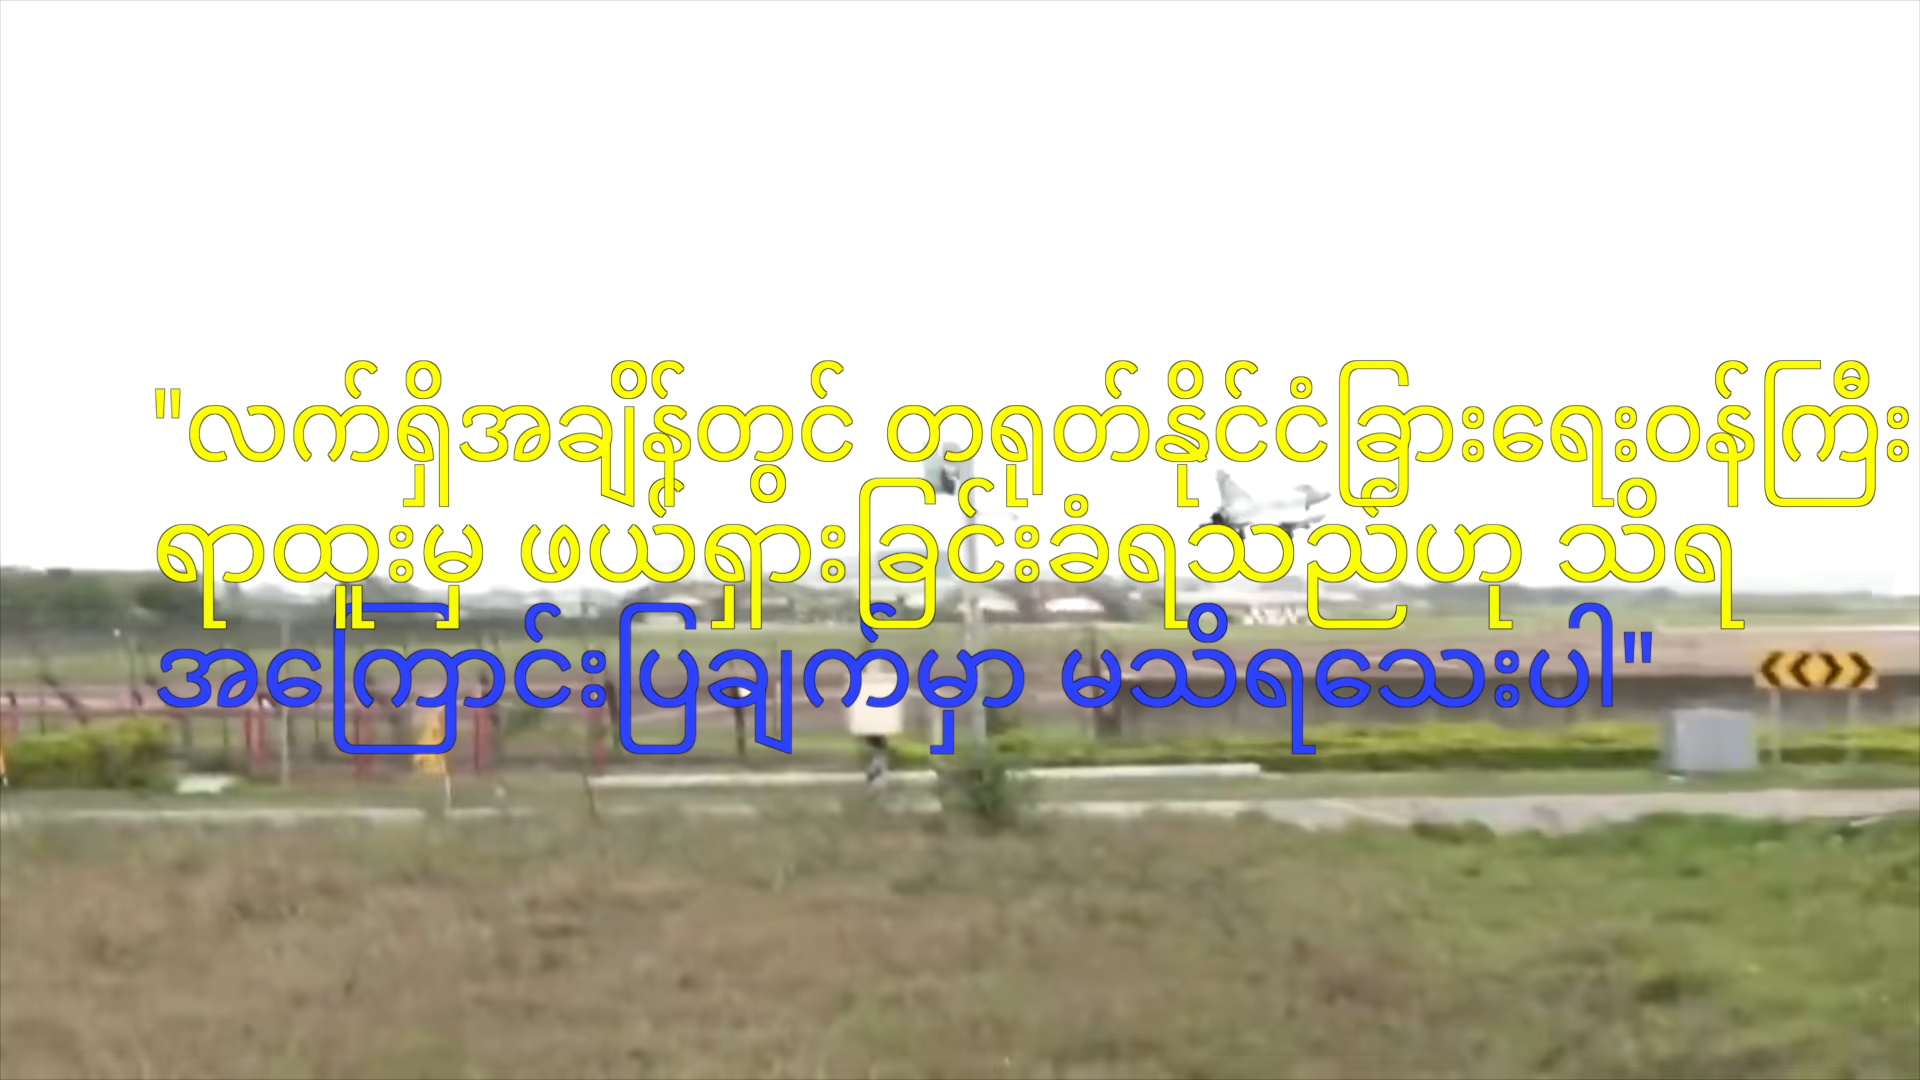 "လက်ရှိအချိန်တွင် တရုတ်နိုင်ငံခြားရေးဝန်ကြီး
ရာထူးမှ ဖယ်ရှားခြင်းခံရသည်ဟု သိရ
အကြောင်းပြချက်မှာ မသိရသေးပါ"